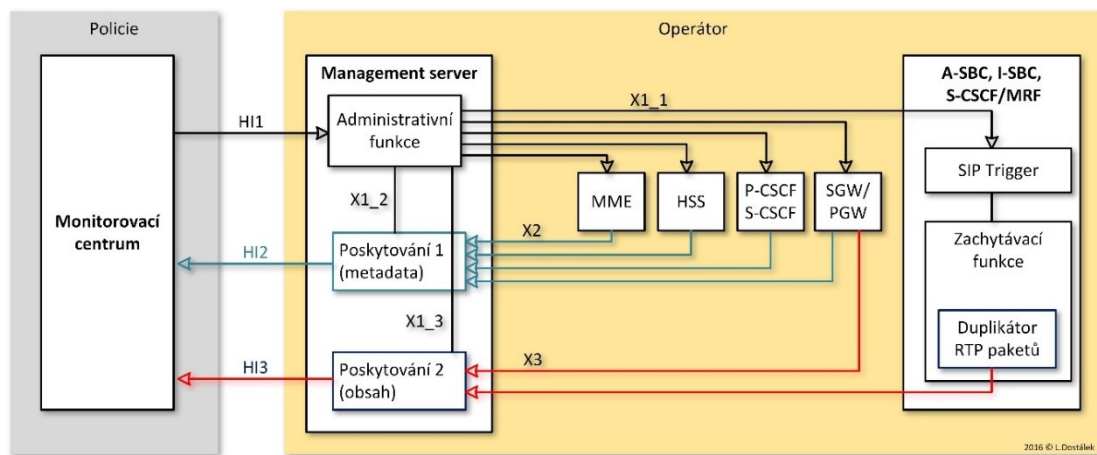 Policie
Operátor
Monitorovací
centrum
Management server
Administrativní
funkce
HI1
X1_1
A-SBC, I-SBC,
S-CSCF/MRF
SIP Trigger
MME
HSS
P-CSCF
S-CSCF
SGW/
PGW
X1_2
X2
HI2
Poskytování 1
(metadata)
Zachytávací
funkce
X1_3
Duplikátor
RTP paketů
HI3
Poskytování 2
(obsah)
X3
2016 © L.Dostálek